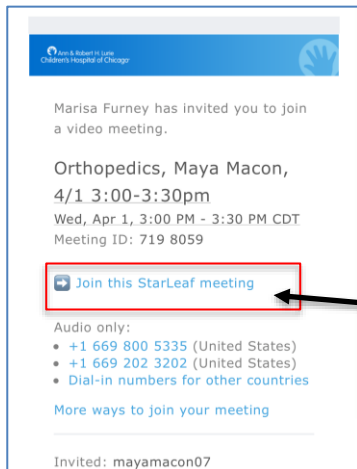 Ann & Robert H. Lurie
Children's Hospital of Chicago
Marisa Furney has invited you to join
a video meeting.
Orthopedics, Maya Macon,
4/1 3:00-3:30pm
Wed, Apr 1, 3:00 PM - 3:30 PM CDT
Meeting ID: 719 8059
Join this StarLeaf meeting
Audio only:
• +1 669 800 5335 (United States)
• +1 669 202 3202 (United States)
• Dial-in numbers for other countries
More ways to join your meeting
Invited: mayamacon07